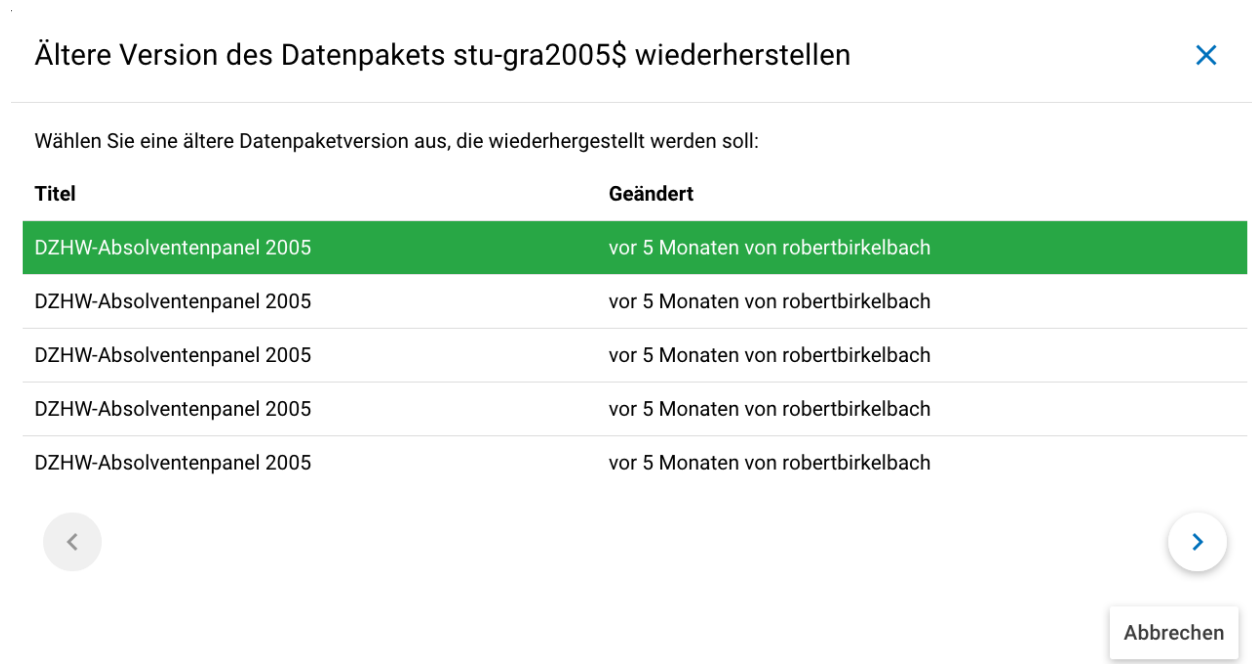 Ältere Version des Datenpakets stu-gra2005$ wiederherstellen
Wählen Sie eine ältere Datenpaketversion aus, die wiederhergestellt werden soll:
Titel Geändert
DZHW-Absolventenpanel 2005 vor 5 Monaten von robertbirkelbach
DZHW-Absolventenpanel 2005 vor 5 Monaten von robertbirkelbach
DZHW-Absolventenpanel 2005 vor 5 Monaten von robertbirkelbach
DZHW-Absolventenpanel 2005 vor 5 Monaten von robertbirkelbach
DZHW-Absolventenpanel 2005 vor 5 Monaten von robertbirkelbach
Abbrechen